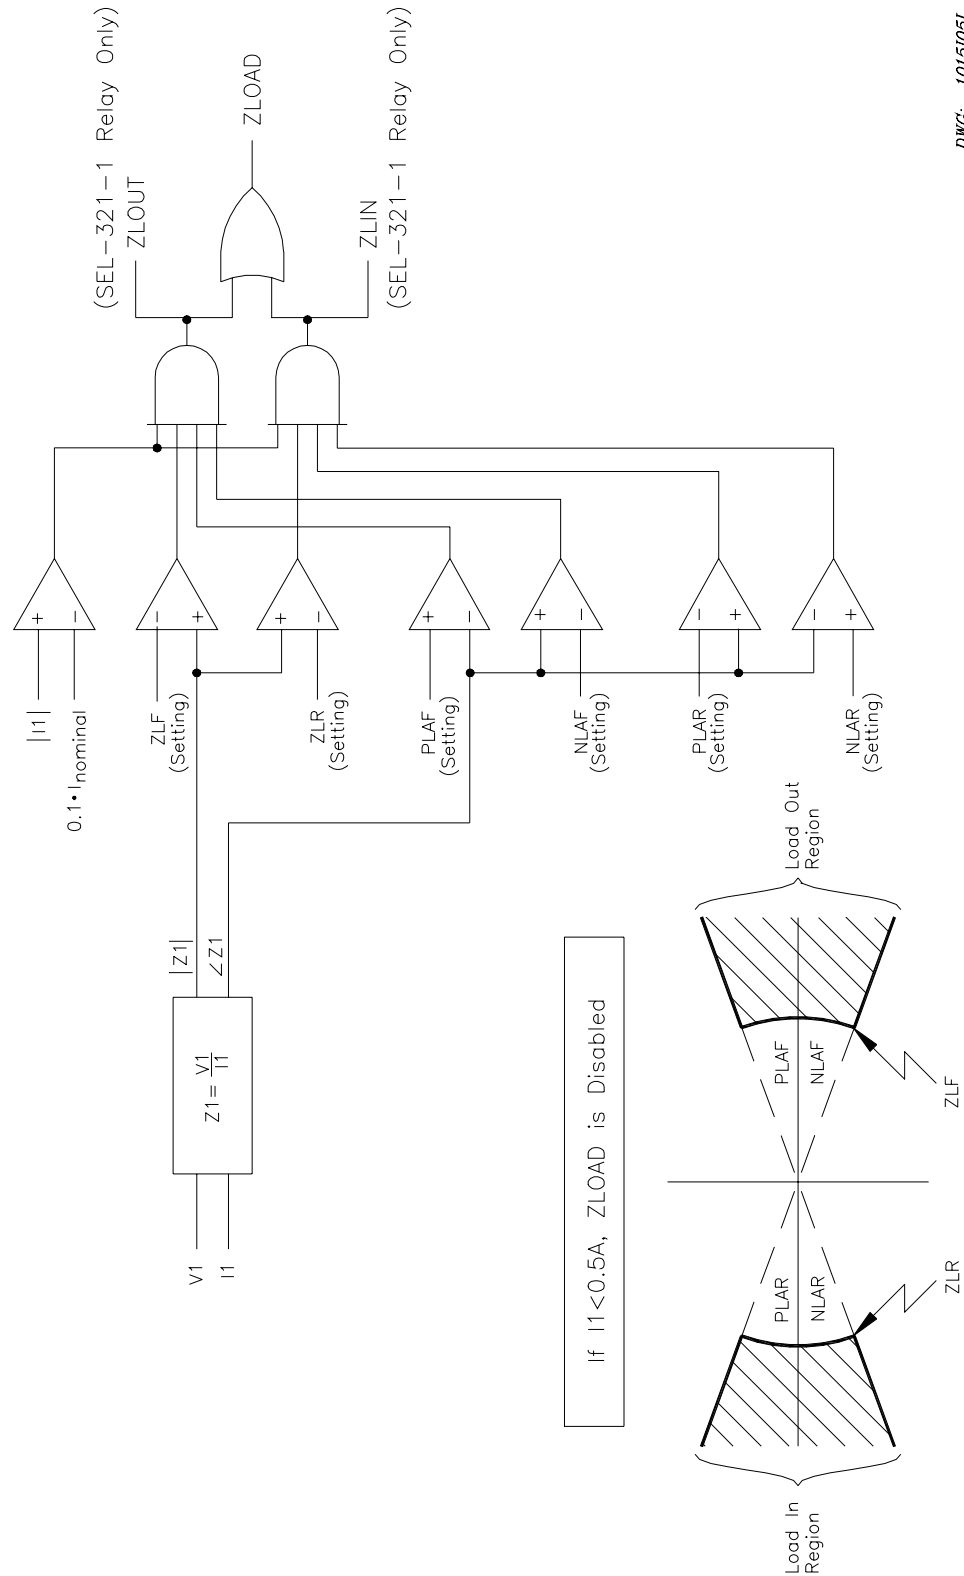 |I1|
0.1•Inominal
ZLF
(Setting)
ZLR
(Setting)
PLAF
(Setting)
NLAF
(Setting)
PLAR
(Setting)
NLAR
(Setting)
+
−
−
+
+
−
+
−
+
−
−
+
−
+
V1
I1
Z1= V1
I1
|Z1|
∠Z1
(SEL-321-1 Relay Only)
ZLOUT
ZLOAD
ZLIN
(SEL-321-1 Relay Only)
If I1<0.5A, ZLOAD is Disabled
Load In
Region
PLAR
NLAR
ZLR
PLAF
NLAF
ZLF
Load Out
Region
DWG: